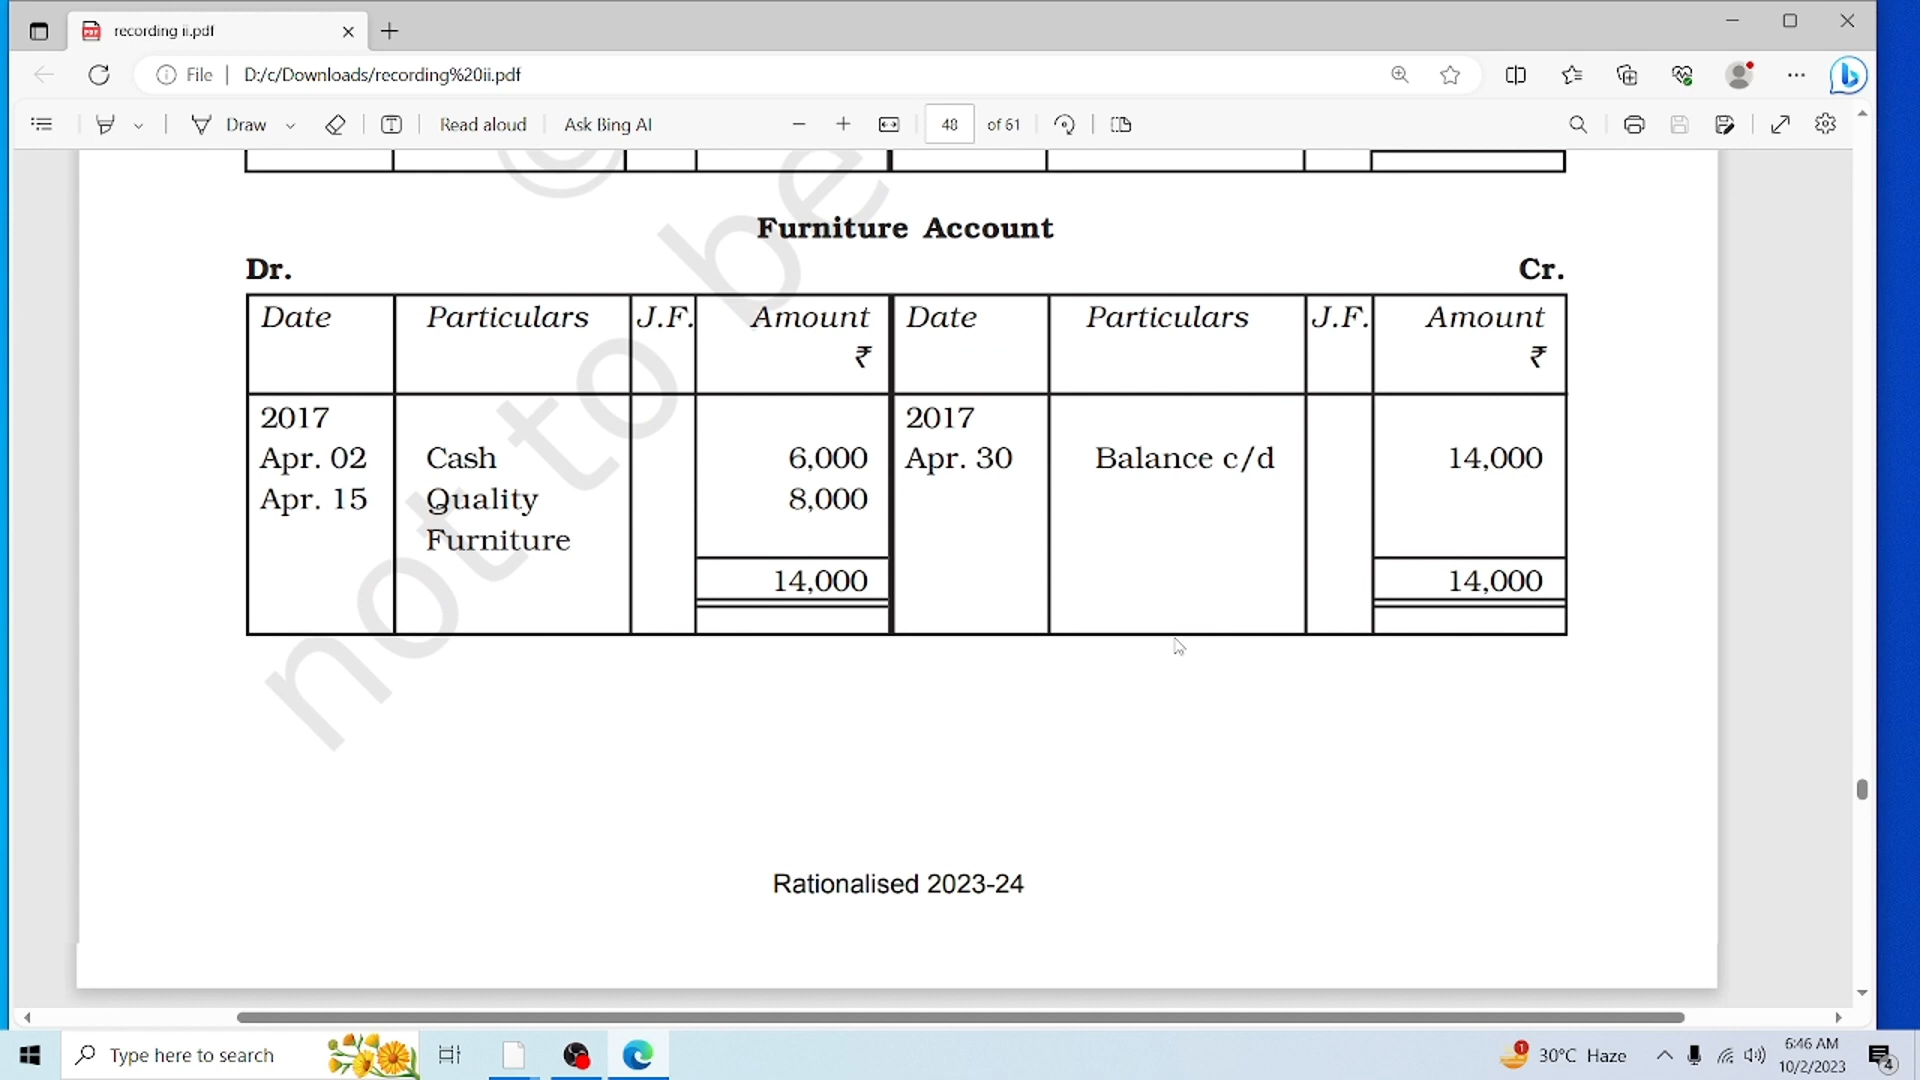 recording ii.pdf
File | D:/c/Downloads/recording%20ii.pdf
Draw Read aloud Ask Bing AI 48 of 61
not to be
Furniture Account
Dr. Cr.
Date Particulars J.F. Amount Date Particulars J.F. Amount
₹ ₹
2017 2017
Apr. 02 Cash 6,000 Apr. 30 Balance c/d 14,000
Apr. 15 Quality 8,000
Furniture
14,000 14,000
Rationalised 2023-24
Type here to search
1 30°C Haze 6:46 AM
10/2/2023 4